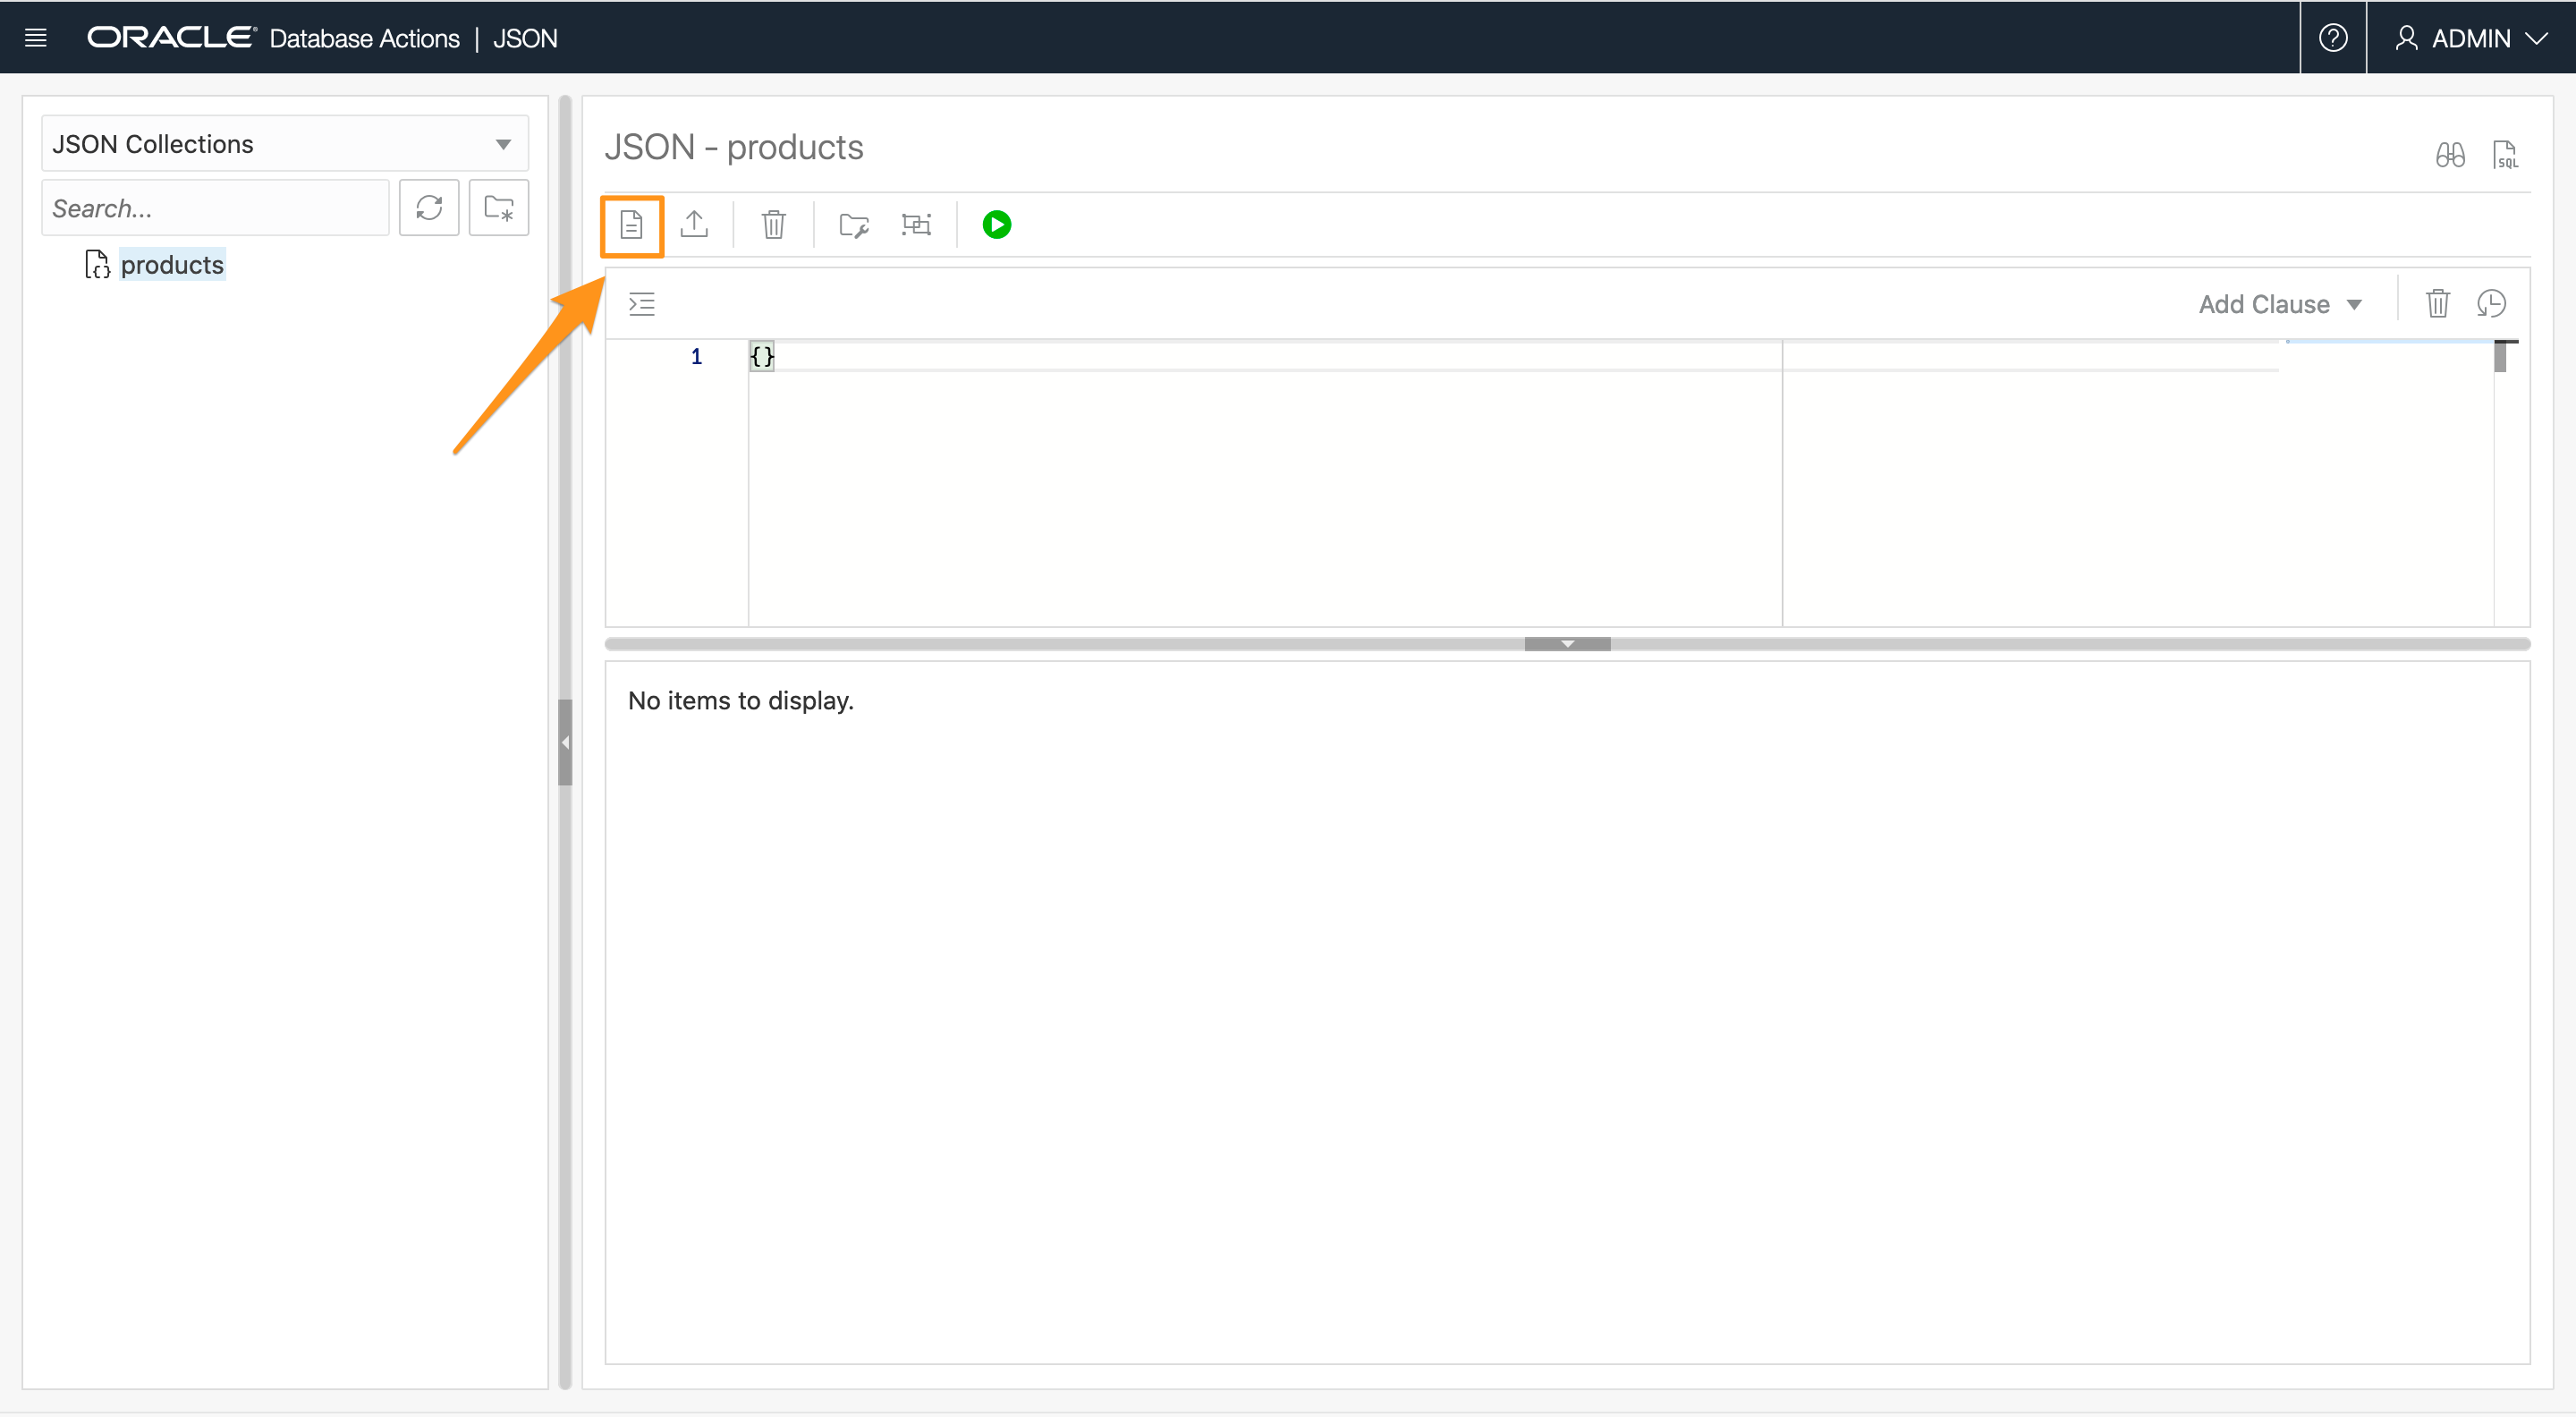 ORACLE Database Actions | JSON
ADMIN
JSON Collections
Search...
products
JSON - products
SQL
Add Clause
1
{}
No items to display.